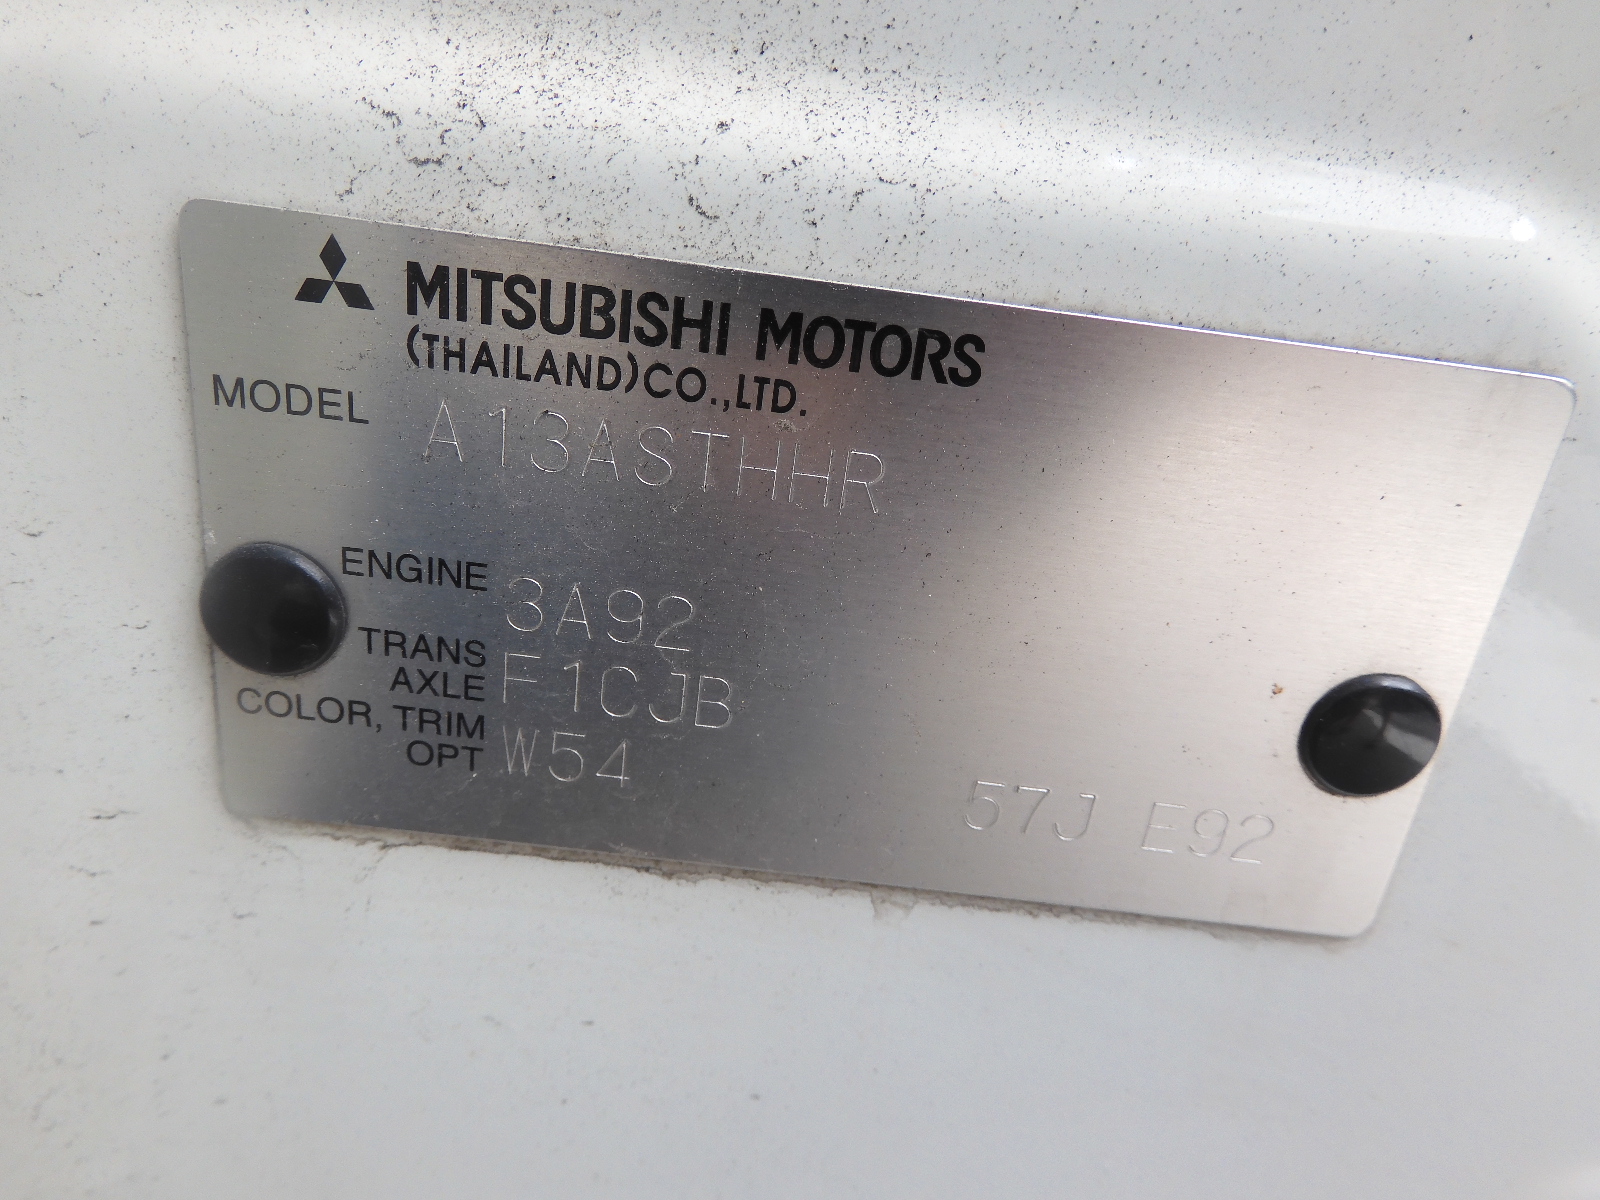 MITSUBISHI MOTORS
(THAILAND)CO.,LTD.
MODEL A13ASTHHR
ENGINE 3A92
TRANS
AXLE F1CJB
COLOR, TRIM
OPT W54
57J E92